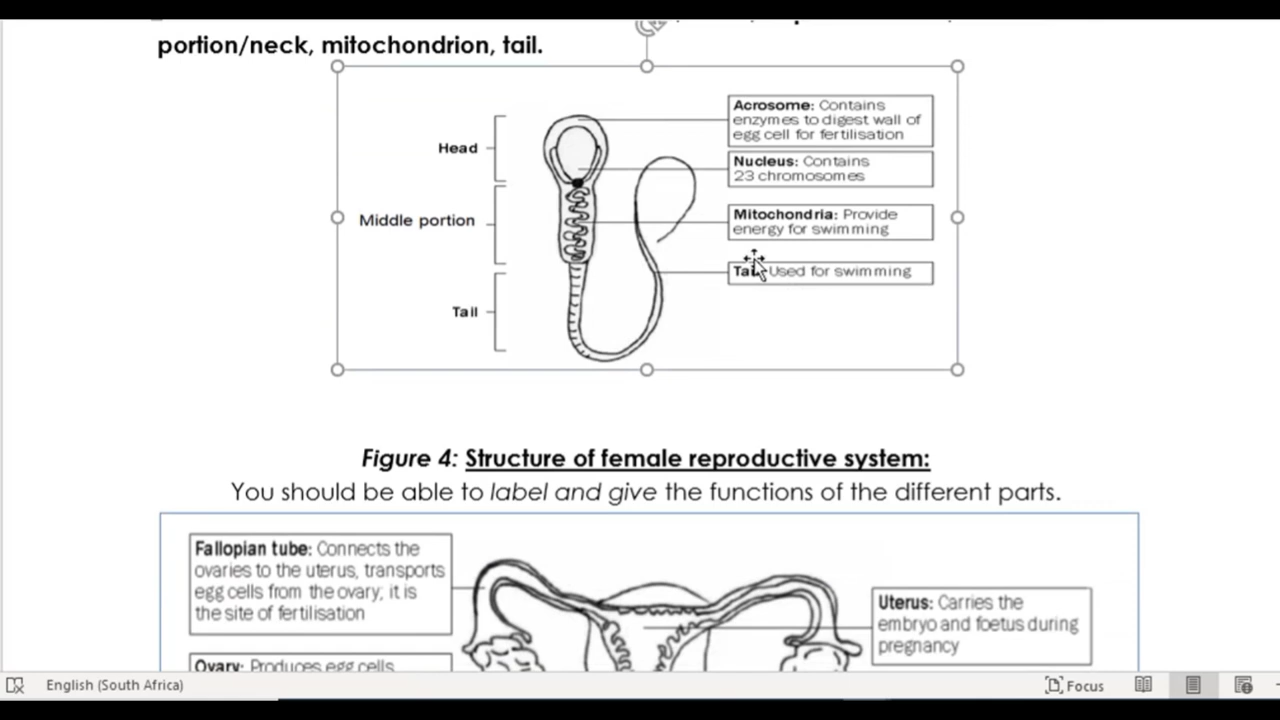 portion/neck, mitochondrion, tail.
Acrosome: Contains
enzymes to digest wall of
egg cell for fertilisation
Head
Nucleus: Contains
23 chromosomes
Middle portion
Mitochondria: Provide
energy for swimming
Tail: Used for swimming
Tail
Figure 4: Structure of female reproductive system:
You should be able to label and give the functions of the different parts.
Fallopian tube: Connects the
ovaries to the uterus, transports
egg cells from the ovary, it is
the site of fertilisation
Uterus: Carries the
embryo and foetus during
pregnancy
Ovary: Produces egg cells
English (South Africa)
Focus